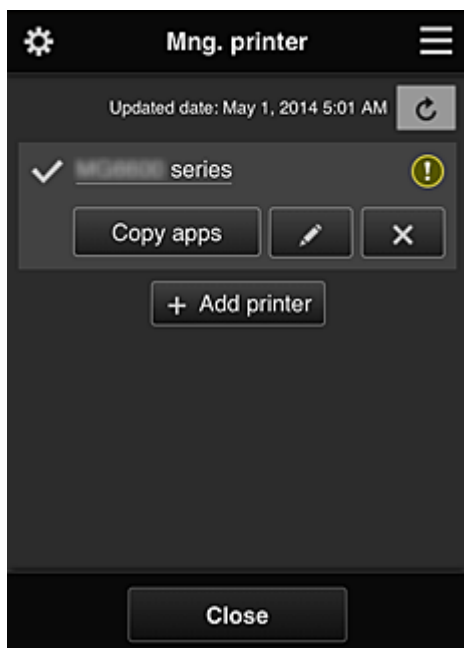 Mng. printer
Updated date: May 1, 2014 5:01 AM
series
Copy apps
+ Add printer
Close